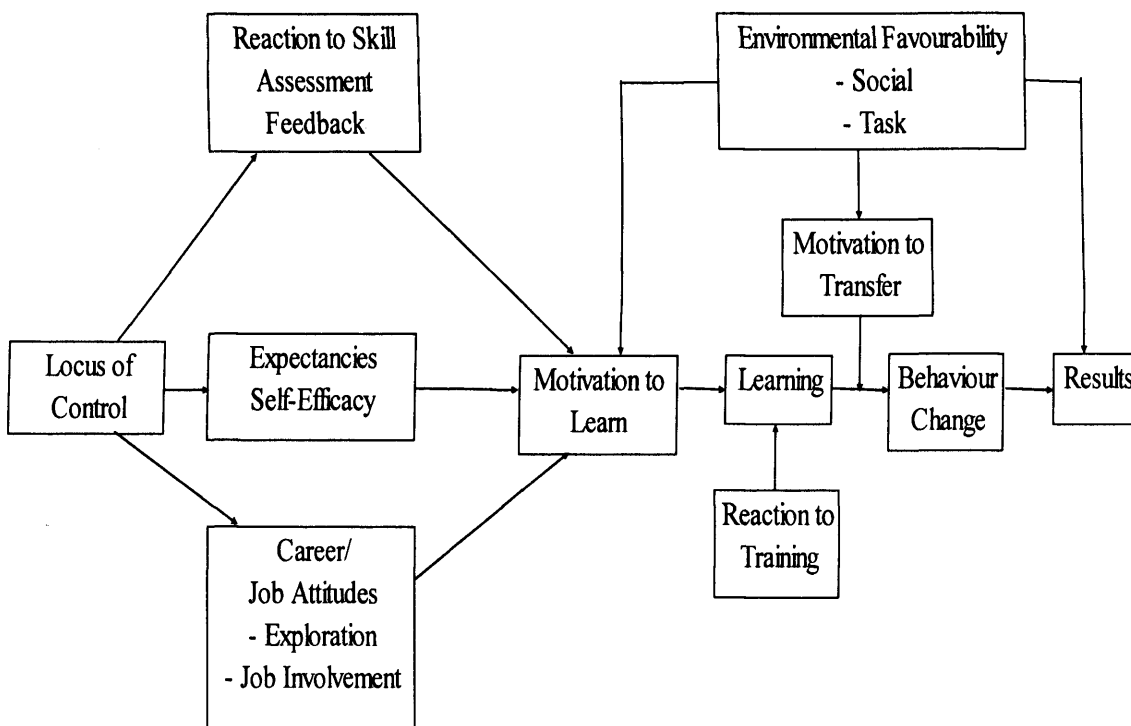 Reaction to Skill
Assessment
Feedback
Environmental Favourability
- Social
- Task
Motivation to
Transfer
Locus of
Control
Expectancies
Self-Efficacy
Motivation to
Learn
Learning
Behaviour
Change
Results
Reaction to
Training
Career/
Job Attitudes
- Exploration
- Job Involvement